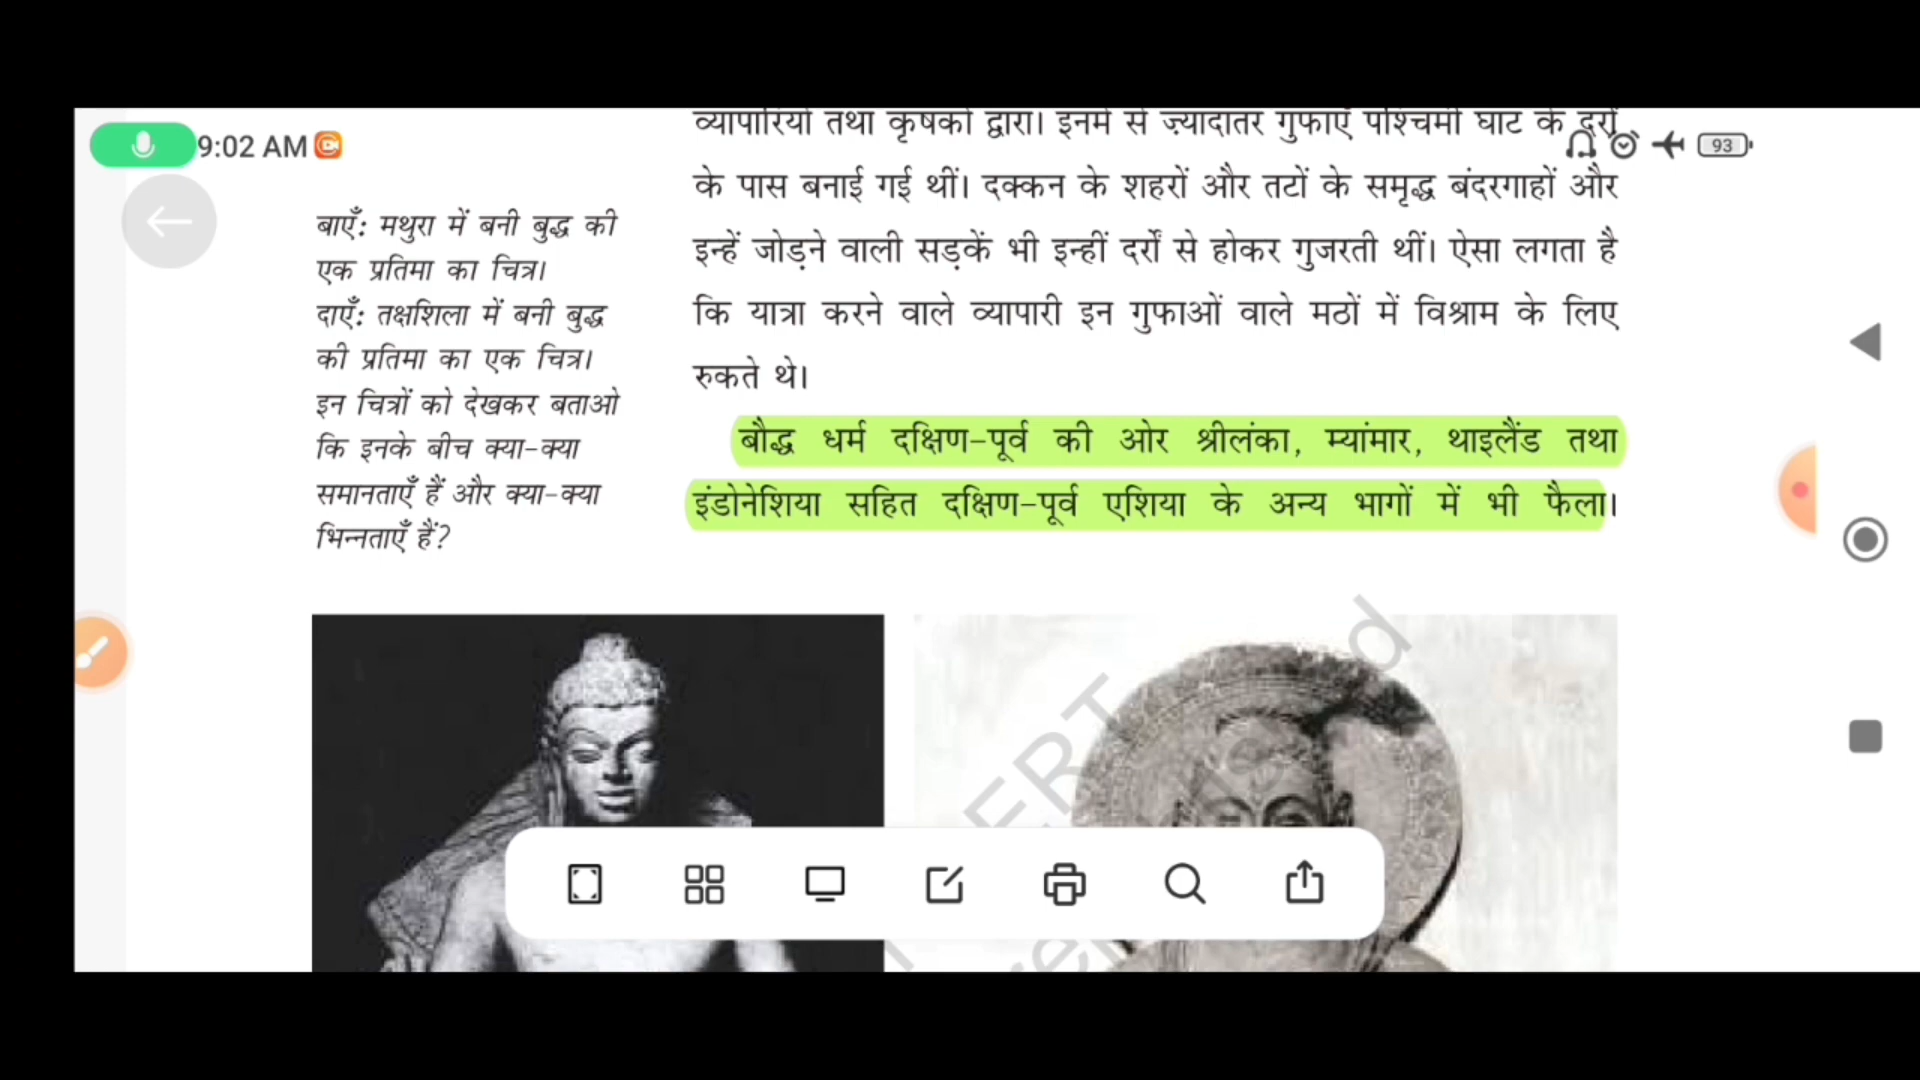 9:02 AM
93
व्यापारियों तथा कृषकों द्वारा। इनमें से ज़्यादातर गुफाएँ पश्चिमी घाट के दर्रों
के पास बनाई गई थीं। दक्कन के शहरों और तटों के समृद्ध बंदरगाहों और
इन्हें जोड़ने वाली सड़कें भी इन्हीं दर्रों से होकर गुजरती थीं। ऐसा लगता है
कि यात्रा करने वाले व्यापारी इन गुफाओं वाले मठों में विश्राम के लिए
रुकते थे।
बौद्ध धर्म दक्षिण-पूर्व की ओर श्रीलंका, म्यांमार, थाइलैंड तथा
इंडोनेशिया सहित दक्षिण-पूर्व एशिया के अन्य भागों में भी फैला।
बाएँ: मथुरा में बनी बुद्ध की
एक प्रतिमा का चित्र।
दाएँ: तक्षशिला में बनी बुद्ध
की प्रतिमा का एक चित्र।
इन चित्रों को देखकर बताओ
कि इनके बीच क्या-क्या
समानताएँ हैं और क्या-क्या
भिन्नताएँ हैं?